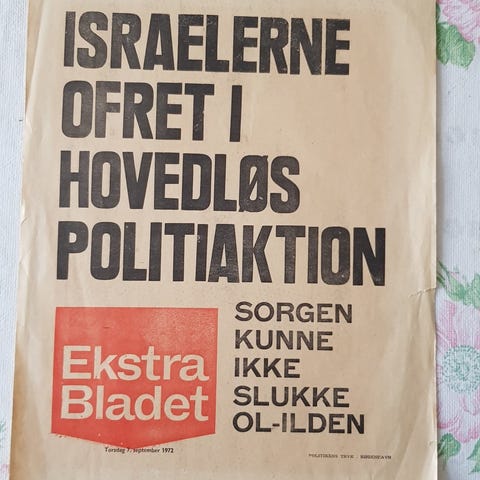 ISRAELERNE
OFRET I
HOVEDLØS
POLITIAKTION
Ekstra
Bladet
Torsdag 7. september 1972
SORGEN
KUNNE
IKKE
SLUKKE
OL-ILDEN
POLITIKENS TRYK · KØBENHAVN